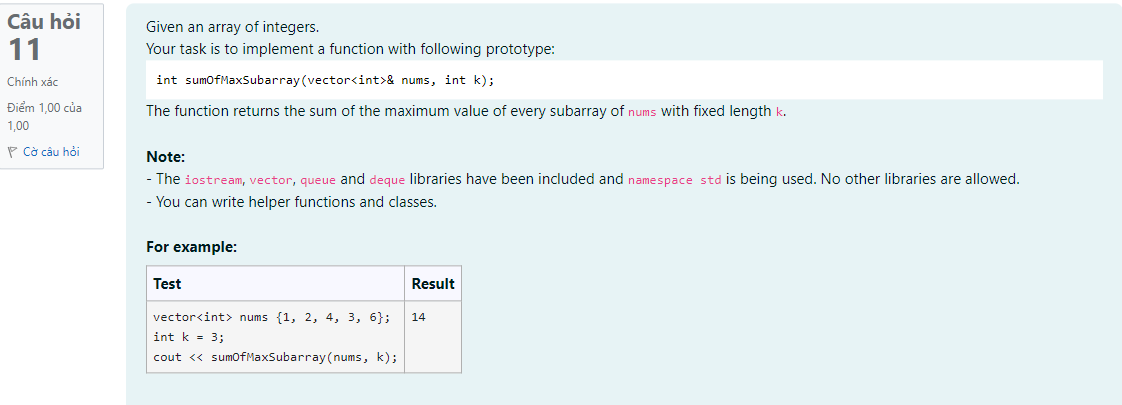 Câu hỏi
11
Chính xác
Điểm 1,00 của
1,00
Cờ câu hỏi
Given an array of integers.
Your task is to implement a function with following prototype:
int sumOfMaxSubarray(vector<int>& nums, int k);
The function returns the sum of the maximum value of every subarray of nums with fixed length k.
Note:
- The iostream, vector, queue and deque libraries have been included and namespace std is being used. No other libraries are allowed.
- You can write helper functions and classes.
For example:
Test Result
vector<int> nums {1, 2, 4, 3, 6}; 14
int k = 3;
cout << sumOfMaxSubarray(nums, k);